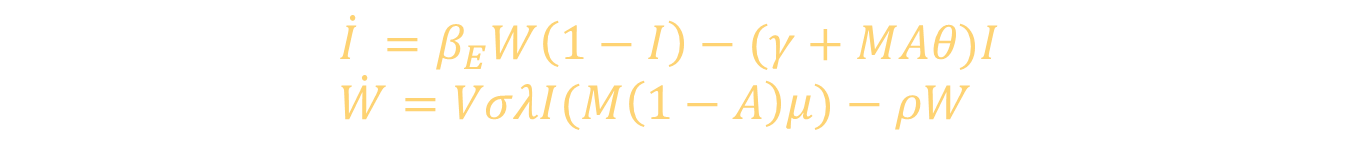 İ = β_E W(1 − I) − (γ + MAθ)I
Ẇ = VσλI(M(1 − A)μ) − ρW